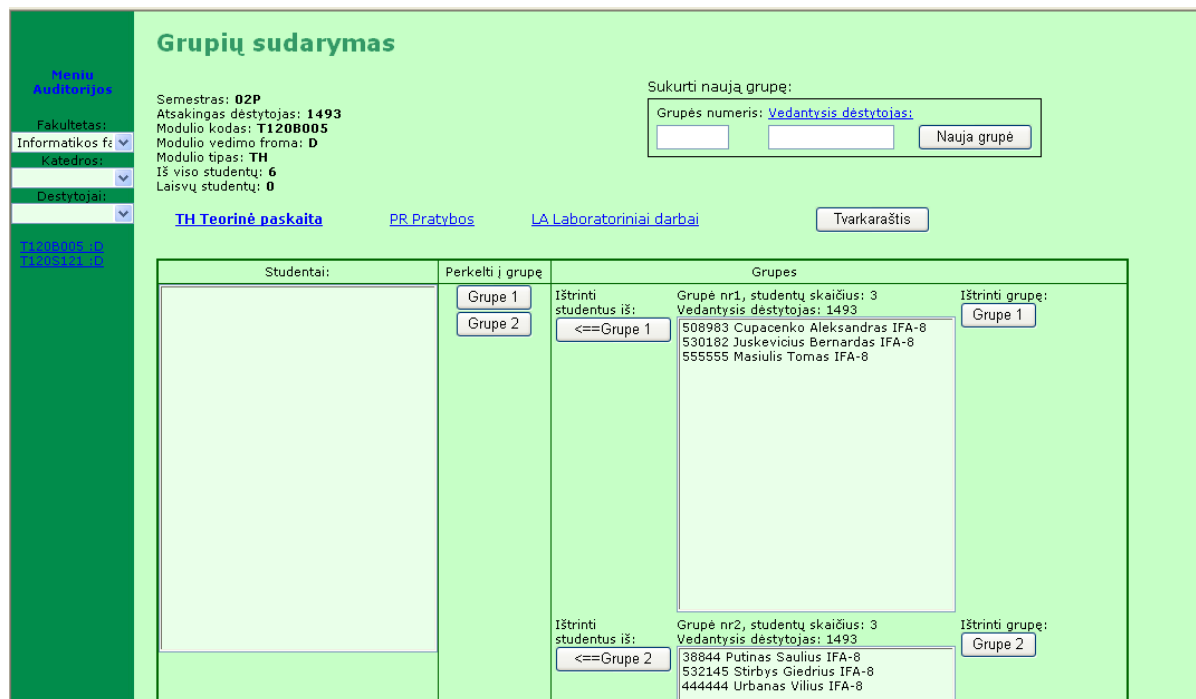 Grupių sudarymas
Meniu
Auditorijos
Fakultetas:
Informatikos fa
Katedros:
Destytojai:
T120B005 :D
T120S121 :D
Semestras: 02P
Atsakingas dėstytojas: 1493
Modulio kodas: T120B005
Modulio vedimo froma: D
Modulio tipas: TH
Iš viso studentų: 6
Laisvų studentų: 0
Sukurti naują grupę:
Grupės numeris: Vedantysis dėstytojas:
Nauja grupė
TH Teorinė paskaita PR Pratybos LA Laboratoriniai darbai Tvarkaraštis
Studentai: Perkelti į grupę Grupes
Grupe 1
Grupe 2
Ištrinti
studentus iš:
<==Grupe 1
Grupė nr1, studentų skaičius: 3
Vedantysis dėstytojas: 1493
508983 Cupacenko Aleksandras IFA-8
530182 Juskevicius Bernardas IFA-8
555555 Masiulis Tomas IFA-8
Ištrinti grupę:
Grupe 1
Ištrinti
studentus iš:
<==Grupe 2
Grupė nr2, studentų skaičius: 3
Vedantysis dėstytojas: 1493
38844 Putinas Saulius IFA-8
532145 Stirbys Giedrius IFA-8
444444 Urbanas Vilius IFA-8
Ištrinti grupę:
Grupe 2